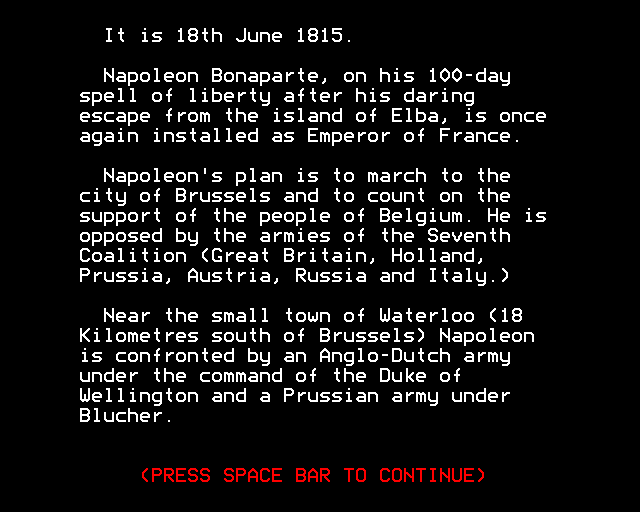 It is 18th June 1815.
Napoleon Bonaparte, on his 100-day
spell of liberty after his daring
escape from the island of Elba, is once
again installed as Emperor of France.
Napoleon's plan is to march to the
city of Brussels and to count on the
support of the people of Belgium. He is
opposed by the armies of the Seventh
Coalition (Great Britain, Holland,
Prussia, Austria, Russia and Italy.)
Near the small town of Waterloo (18
Kilometres south of Brussels) Napoleon
is confronted by an Anglo-Dutch army
under the command of the Duke of
Wellington and a Prussian army under
Blucher.
(PRESS SPACE BAR TO CONTINUE)